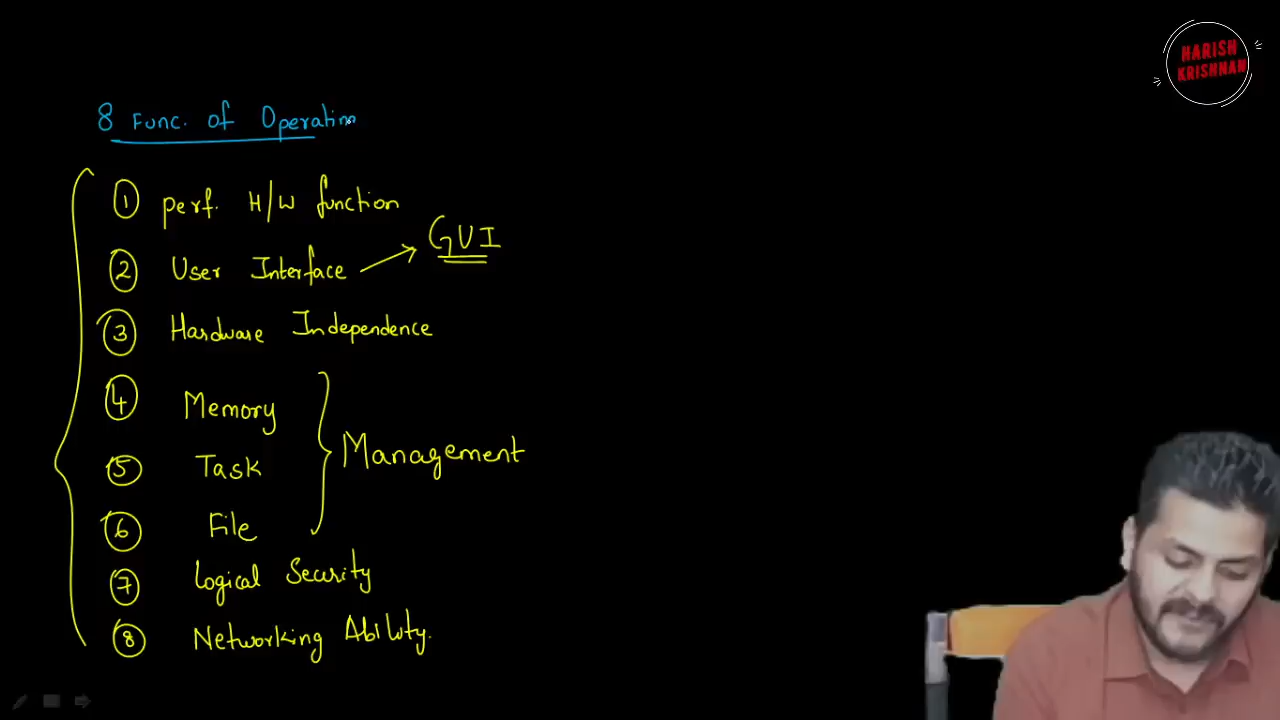 HARISH
KRISHNAN
8 Func. of Operatin
1 perf. H/W function
GUI
2 User Interface
3 Hardware Independence
4 Memory
5 Task
Management
6 File
7 Logical Security
8 Networking Ability.